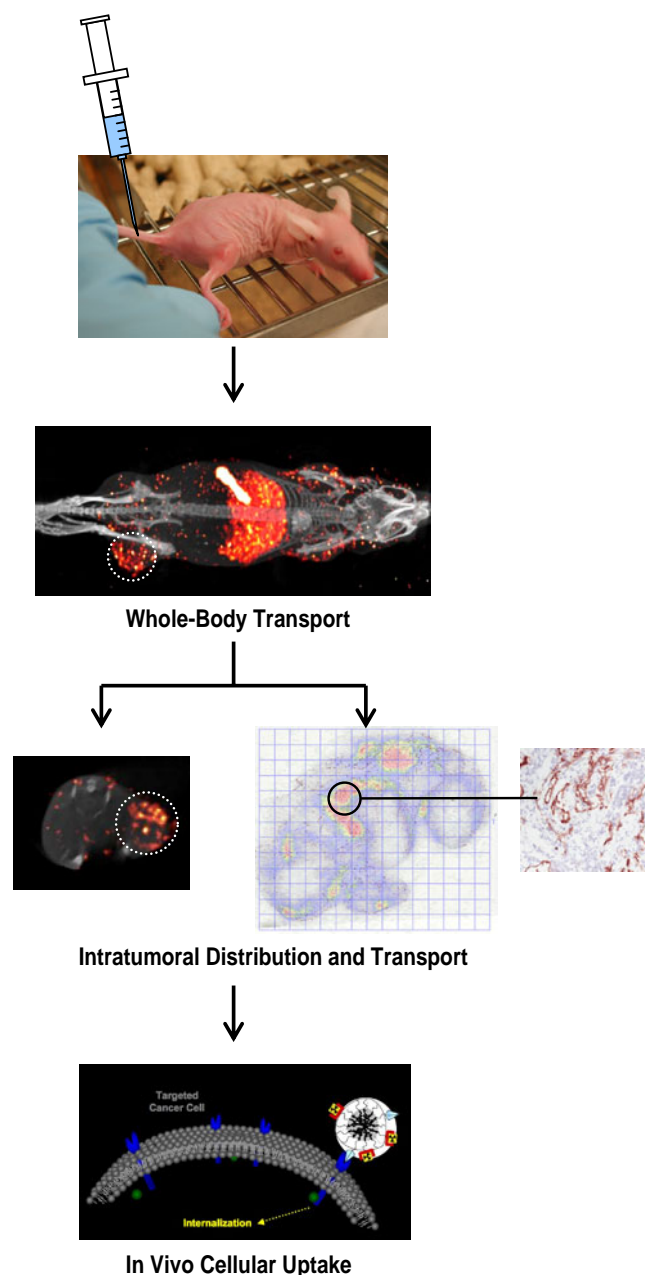 Whole-Body Transport
Intratumoral Distribution and Transport
Targeted
Cancer Cell
Internalization
In Vivo Cellular Uptake